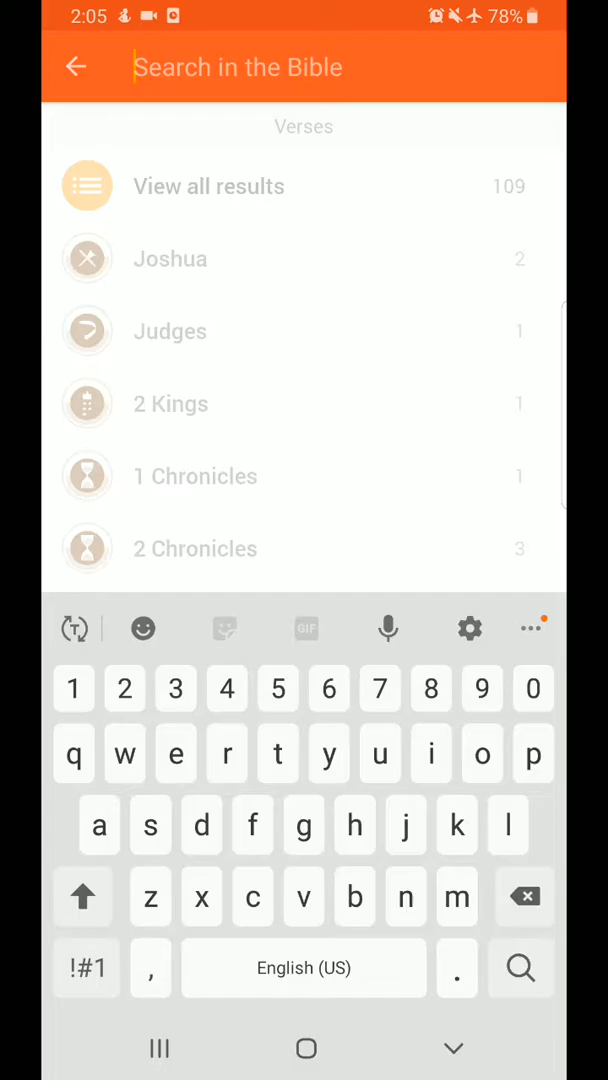 2:05 78%
Search in the Bible
Verses
View all results 109
Joshua 2
Judges 1
2 Kings 1
1 Chronicles 1
2 Chronicles 3
T GIF
1 2 3 4 5 6 7 8 9 0
q w e r t y u i o p
a s d f g h j k l
z x c v b n m
!#1 , English (US) .